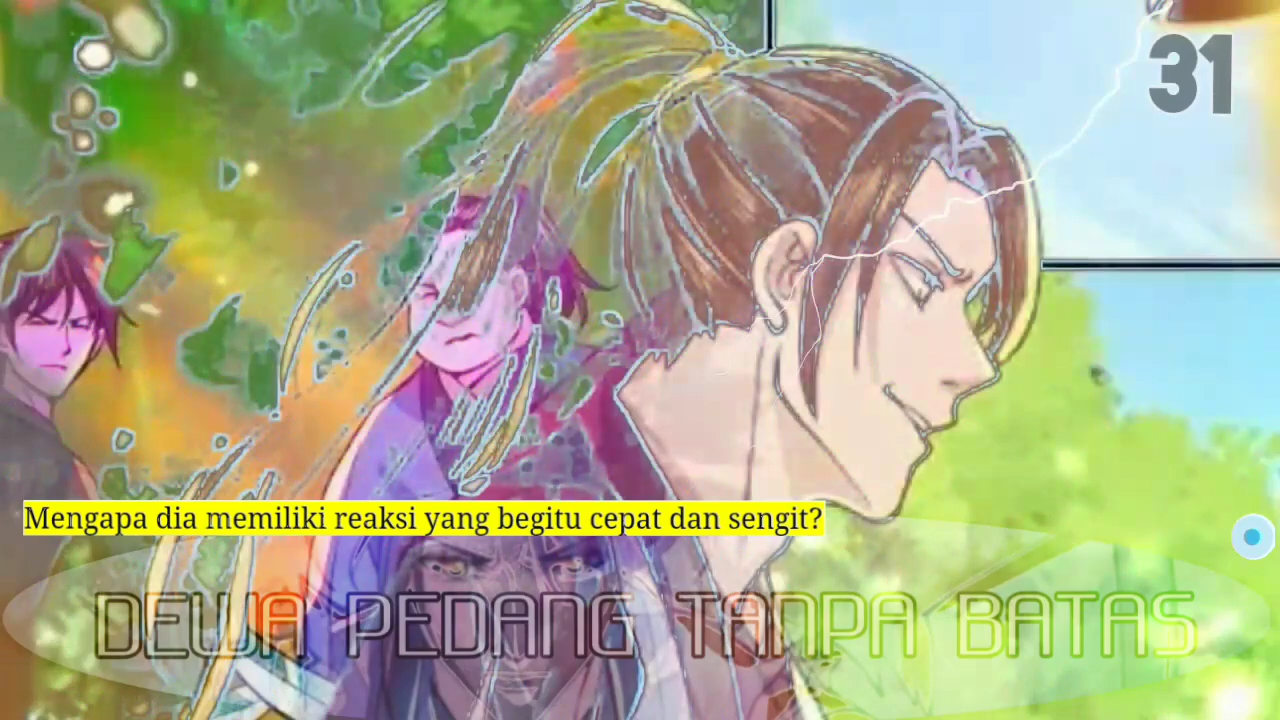 31
Mengapa dia memiliki reaksi yang begitu cepat dan sengit?
DEWA PEDANG TANPA BATAS